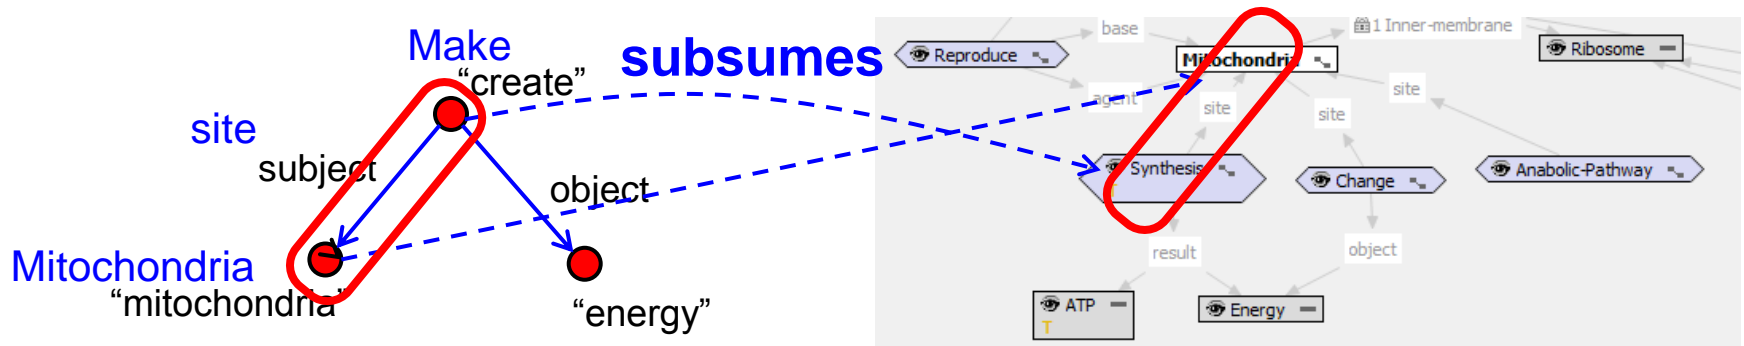 Make
“create”
subsumes
site
subject
object
Mitochondria
“mitochondria”
“energy”
base
1 Inner-membrane
Reproduce
Mitochondria
Ribosome
agent
site
site
site
Synthesis
T
Change
Anabolic-Pathway
result
object
ATP
T
Energy